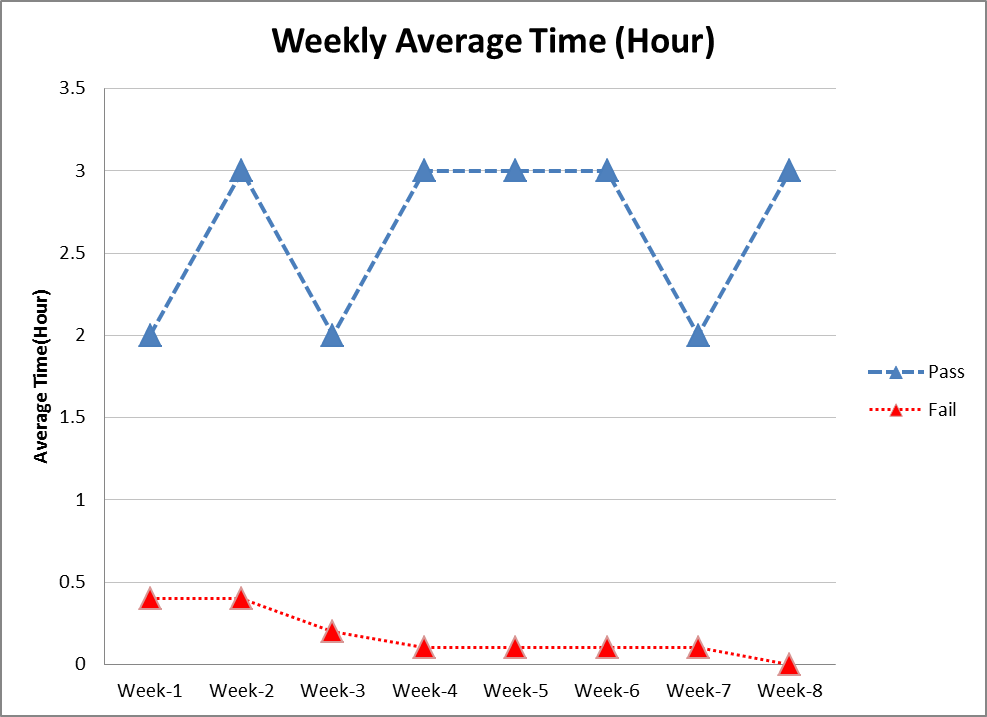 Weekly Average Time (Hour)
3.5
3
2.5
2
1.5
1
0.5
0
Average Time(Hour)
Week-1 Week-2 Week-3 Week-4 Week-5 Week-6 Week-7 Week-8
Pass
Fail